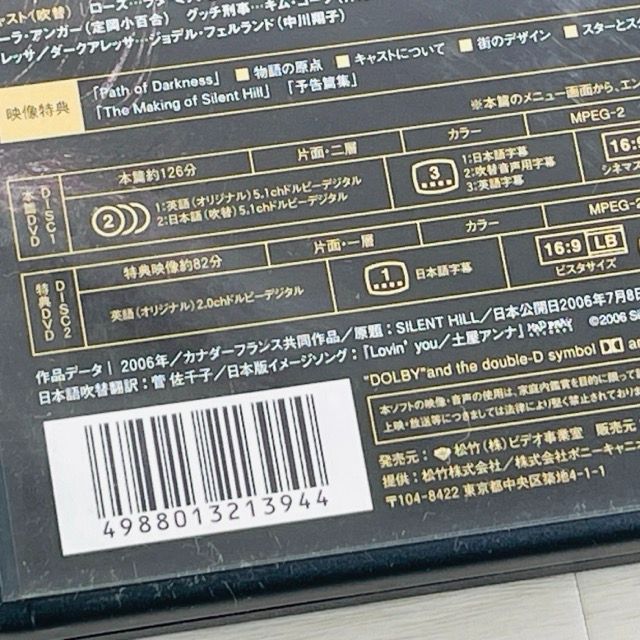 キャスト(吹替) ローズ…
ーラ・アンガー(定岡小百合) グッチ刑事…キム・コーツ
レッサ/ダークアレッサ…ジョデル・フェルランド(中川翔子)
映像特典
「Path of Darkness」 ■物語の原点 ■キャストについて ■街のデザイン ■スターとス
「The Making of Silent Hill」 「予告篇集」
※本篇のメニュー画面から、エン
本篇DVD
DISC1
本篇約126分 片面・二層 カラー MPEG-2
2
1:英語(オリジナル)5.1chドルビーデジタル
2:日本語(吹替)5.1chドルビーデジタル
3
1:日本語字幕
2:吹替音声用字幕
3:英語字幕
16:9
シネマス
特典DVD
DISC2
特典映像約82分 片面・一層 カラー MPEG-2
英語(オリジナル)2.0chドルビーデジタル
1
日本語字幕
16:9 LB
ビスタサイズ
作品データ| 2006年/カナダーフランス共同作品/原題:SILENT HILL/日本公開日2006年7月8日
日本語吹替翻訳:菅 佐千子/日本版イメージソング:「Lovin' you/土屋アンナ」 ©2006 Si
"DOLBY"and the double-D symbol are
本ソフトの映像・音声の使用は、家庭内鑑賞を目的に限って
上映・放送等につきましては法律により堅く禁止されており
発売元: 松竹(株)ビデオ事業室 販売元:
提供:松竹株式会社/株式会社ポニーキャニ
〒104-8422 東京都中央区築地4-1-1
4988013213944